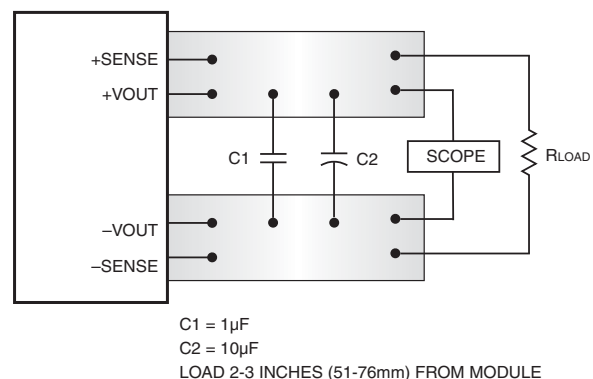 +SENSE
+VOUT
C1
C2
SCOPE
RLOAD
–VOUT
–SENSE
C1 = 1µF
C2 = 10µF
LOAD 2-3 INCHES (51-76mm) FROM MODULE